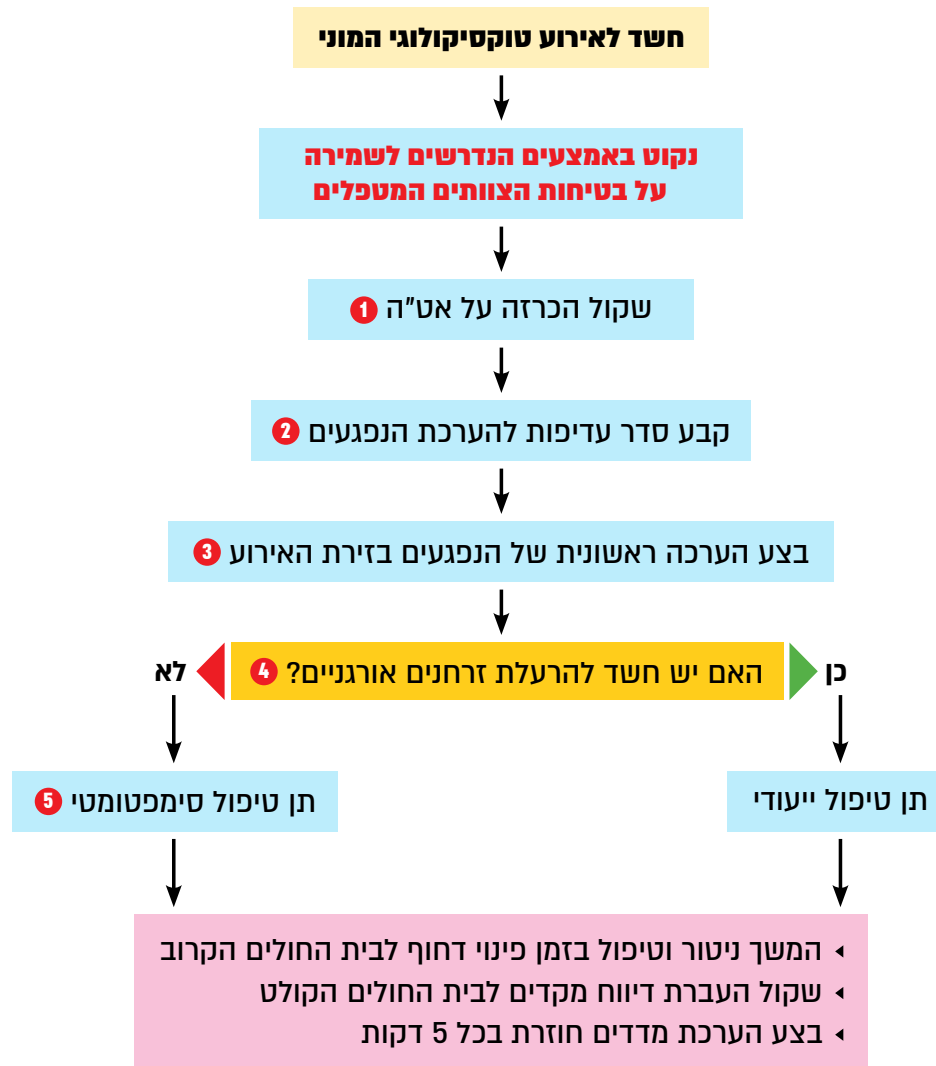 חשד לאירוע טוקסיקולוגי המוני
נקוט באמצעים הנדרשים לשמירה
על בטיחות הצוותים המטפלים
שקול הכרזה על אט"ה 1
קבע סדר עדיפות להערכת הנפגעים 2
בצע הערכה ראשונית של הנפגעים בזירת האירוע 3
כן
האם יש חשד להרעלת זרחנים אורגניים? 4
לא
תן טיפול ייעודי
תן טיפול סימפטומטי 5
המשך ניטור וטיפול בזמן פינוי דחוף לבית החולים הקרוב
שקול העברת דיווח מקדים לבית החולים הקולט
בצע הערכת מדדים חוזרת בכל 5 דקות